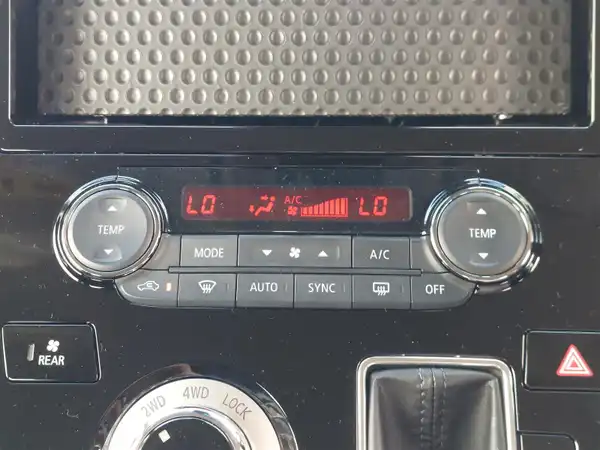 LO A/C LO
TEMP
TEMP
MODE
A/C
AUTO
SYNC
OFF
REAR
2WD 4WD LOCK